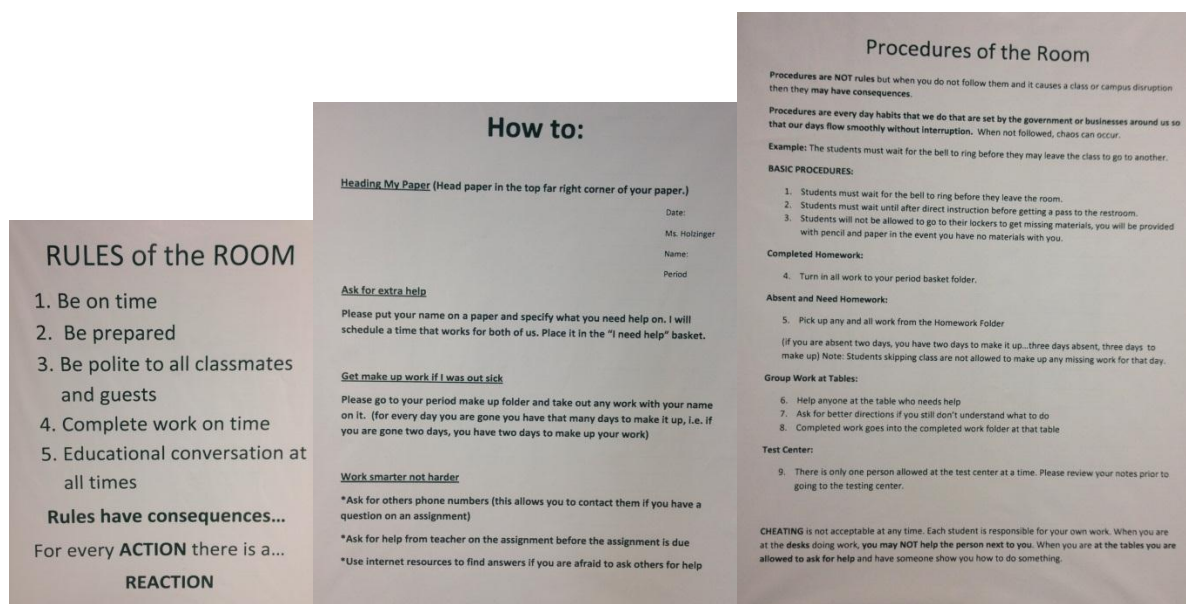 RULES of the ROOM
1. Be on time
2. Be prepared
3. Be polite to all classmates
and guests
4. Complete work on time
5. Educational conversation at
all times
Rules have consequences...
For every ACTION there is a...
REACTION
How to:
Heading My Paper (Head paper in the top far right corner of your paper.)
Date:
Ms. Holzinger
Name:
Period
Ask for extra help
Please put your name on a paper and specify what you need help on. I will
schedule a time that works for both of us. Place it in the "I need help" basket.
Get make up work if I was out sick
Please go to your period make up folder and take out any work with your name
on it. (for every day you are gone you have that many days to make it up, i.e. if
you are gone two days, you have two days to make up your work)
Work smarter not harder
*Ask for others phone numbers (this allows you to contact them if you have a
question on an assignment)
*Ask for help from teacher on the assignment before the assignment is due
*Use internet resources to find answers if you are afraid to ask others for help
Procedures of the Room
Procedures are NOT rules but when you do not follow them and it causes a class or campus disruption
then they may have consequences.
Procedures are every day habits that we do that are set by the government or businesses around us so
that our days flow smoothly without interruption. When not followed, chaos can occur.
Example: The students must wait for the bell to ring before they may leave the class to go to another.
BASIC PROCEDURES:
1. Students must wait for the bell to ring before they leave the room.
2. Students must wait until after direct instruction before getting a pass to the restroom.
3. Students will not be allowed to go to their lockers to get missing materials, you will be provided
with pencil and paper in the event you have no materials with you.
Completed Homework:
4. Turn in all work to your period basket folder.
Absent and Need Homework:
5. Pick up any and all work from the Homework Folder
(if you are absent two days, you have two days to make it up...three days absent, three days to
make up) Note: Students skipping class are not allowed to make up any missing work for that day.
Group Work at Tables:
6. Help anyone at the table who needs help
7. Ask for better directions if you still don't understand what to do
8. Completed work goes into the completed work folder at that table
Test Center:
9. There is only one person allowed at the test center at a time. Please review your notes prior to
going to the testing center.
CHEATING is not acceptable at any time. Each student is responsible for your own work. When you are
at the desks doing work, you may NOT help the person next to you. When you are at the tables you are
allowed to ask for help and have someone show you how to do something.